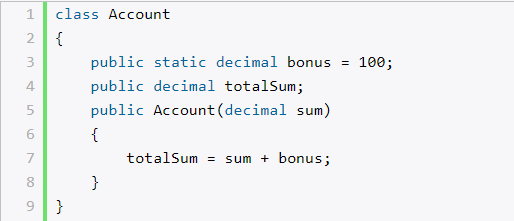 1 class Account
2 {
3     public static decimal bonus = 100;
4     public decimal totalSum;
5     public Account(decimal sum)
6     {
7         totalSum = sum + bonus;
8     }
9 }